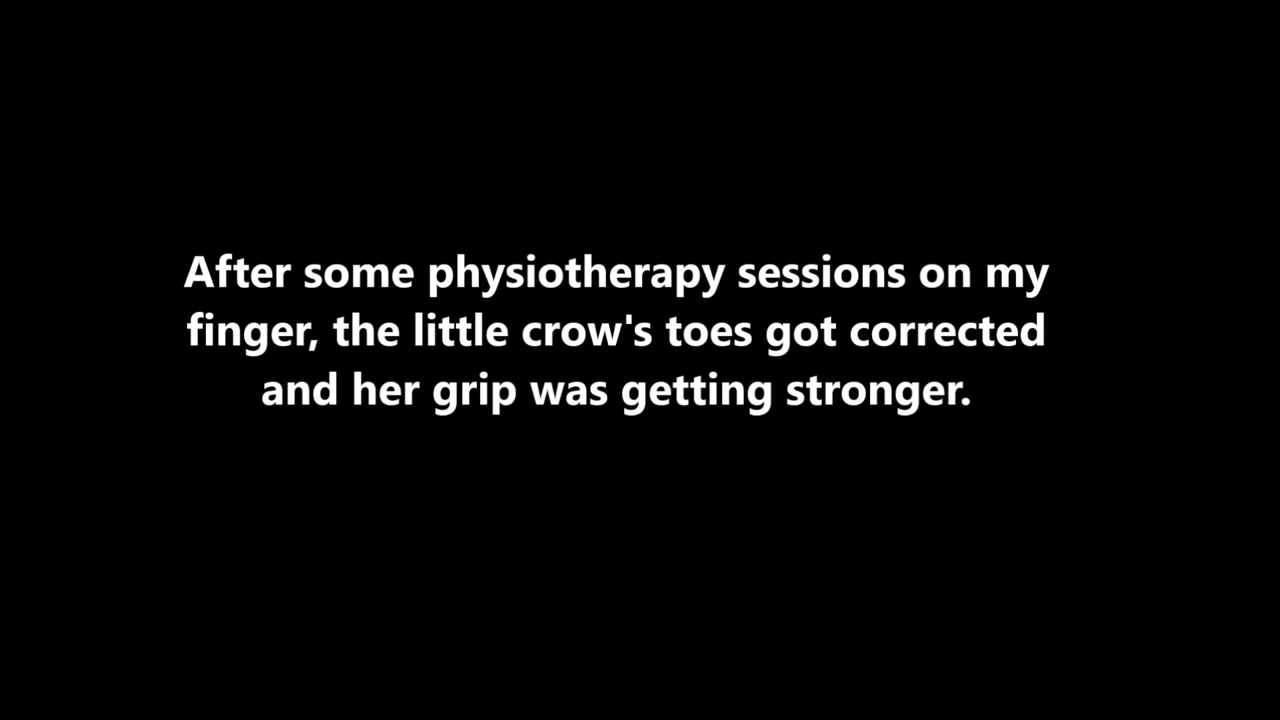 After some physiotherapy sessions on my
finger, the little crow's toes got corrected
and her grip was getting stronger.